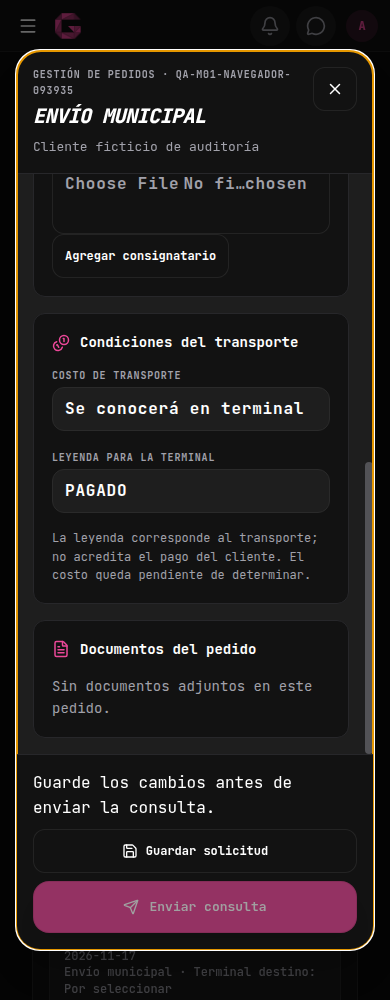 A
GESTIÓN DE PEDIDOS · QA-M01-NAVEGADOR-
093935
ENVÍO MUNICIPAL
Cliente ficticio de auditoría
Choose File No fi…chosen
Agregar consignatario
Condiciones del transporte
COSTO DE TRANSPORTE
Se conocerá en terminal
LEYENDA PARA LA TERMINAL
PAGADO
La leyenda corresponde al transporte;
no acredita el pago del cliente. El
costo queda pendiente de determinar.
Documentos del pedido
Sin documentos adjuntos en este
pedido.
Guarde los cambios antes de
enviar la consulta.
Guardar solicitud
Enviar consulta
2026-11-17
Envío municipal · Terminal destino:
Por seleccionar